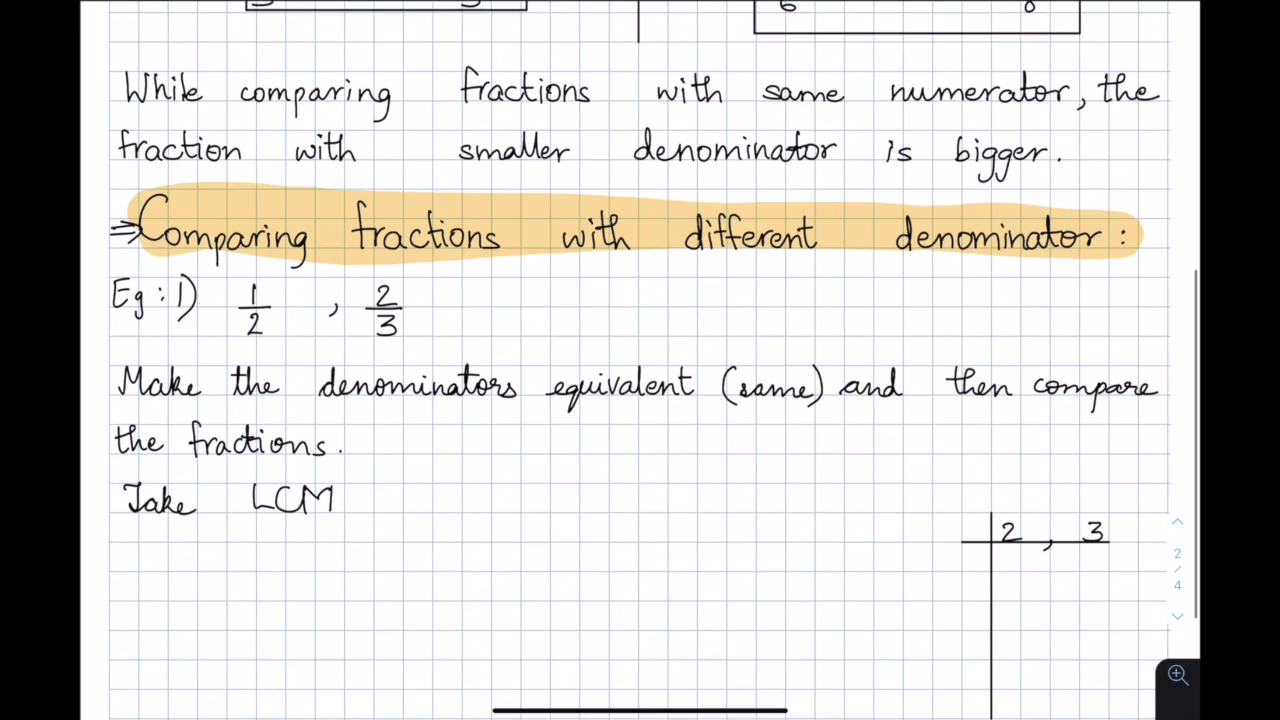 While comparing fractions with same numerator, the
fraction with smaller denominator is bigger.
⇒ Comparing fractions with different denominator :
Eg : 1) 1/2 , 2/3
Make the denominators equivalent (same) and then compare
the fractions.
Take LCM
2 , 3
2
/
4